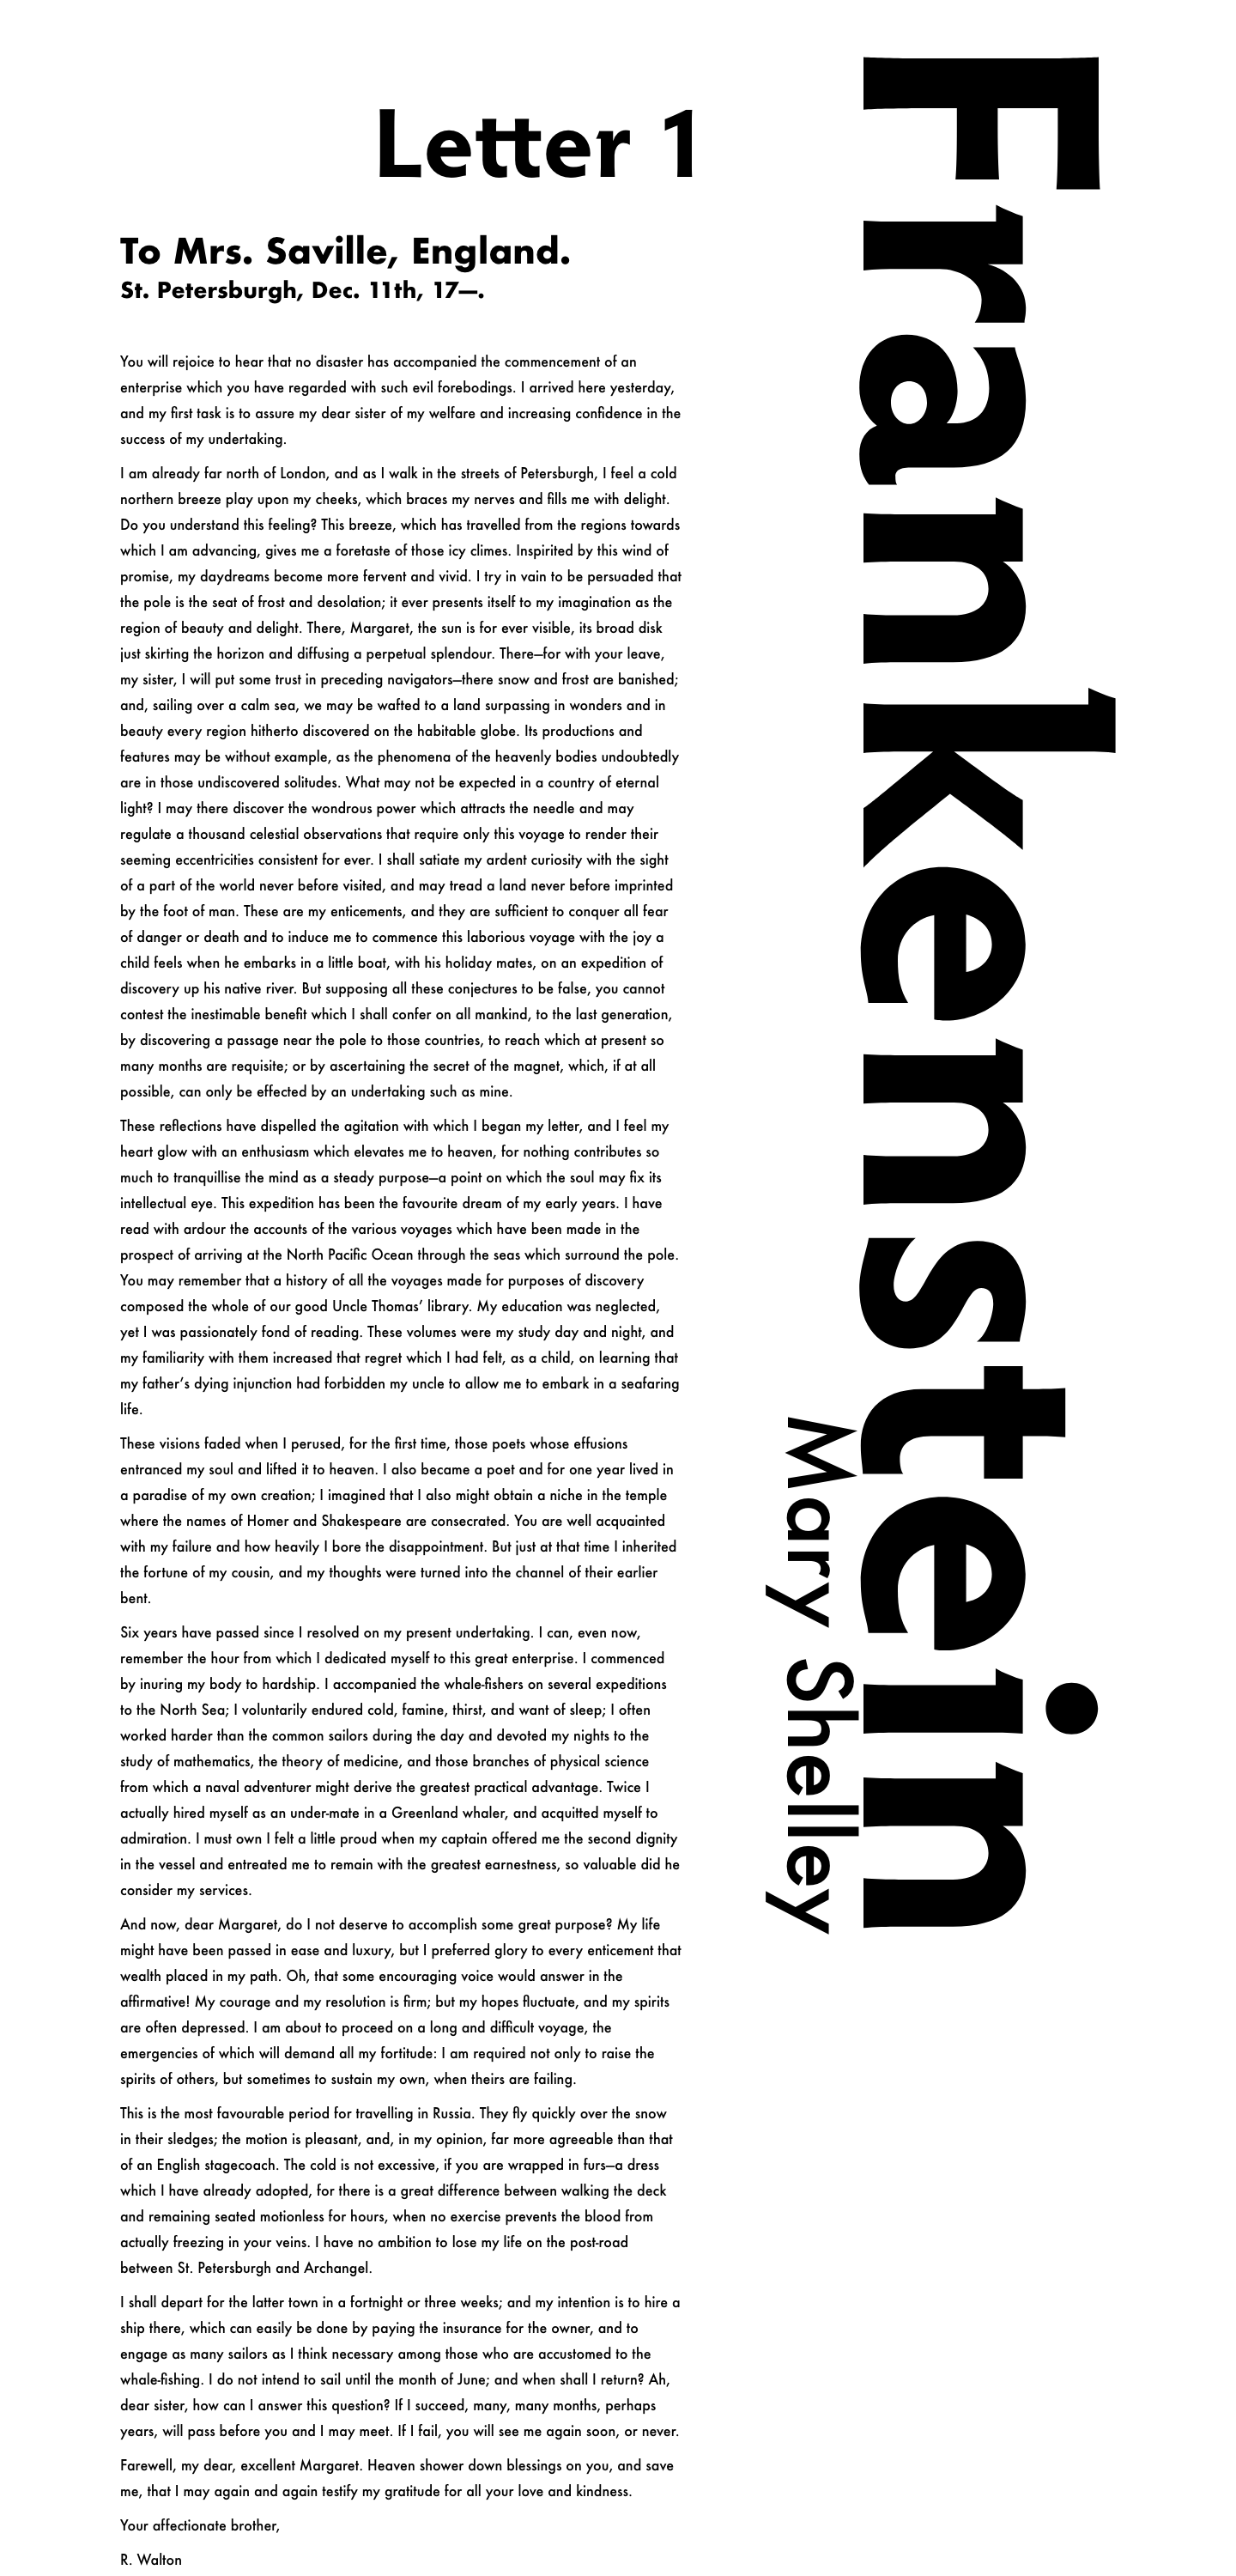 Frankenstein
Mary Shelley
Letter 1
To Mrs. Saville, England.
St. Petersburgh, Dec. 11th, 17—.
You will rejoice to hear that no disaster has accompanied the commencement of an
enterprise which you have regarded with such evil forebodings. I arrived here yesterday,
and my first task is to assure my dear sister of my welfare and increasing confidence in the
success of my undertaking.
I am already far north of London, and as I walk in the streets of Petersburgh, I feel a cold
northern breeze play upon my cheeks, which braces my nerves and fills me with delight.
Do you understand this feeling? This breeze, which has travelled from the regions towards
which I am advancing, gives me a foretaste of those icy climes. Inspirited by this wind of
promise, my daydreams become more fervent and vivid. I try in vain to be persuaded that
the pole is the seat of frost and desolation; it ever presents itself to my imagination as the
region of beauty and delight. There, Margaret, the sun is for ever visible, its broad disk
just skirting the horizon and diffusing a perpetual splendour. There—for with your leave,
my sister, I will put some trust in preceding navigators—there snow and frost are banished;
and, sailing over a calm sea, we may be wafted to a land surpassing in wonders and in
beauty every region hitherto discovered on the habitable globe. Its productions and
features may be without example, as the phenomena of the heavenly bodies undoubtedly
are in those undiscovered solitudes. What may not be expected in a country of eternal
light? I may there discover the wondrous power which attracts the needle and may
regulate a thousand celestial observations that require only this voyage to render their
seeming eccentricities consistent for ever. I shall satiate my ardent curiosity with the sight
of a part of the world never before visited, and may tread a land never before imprinted
by the foot of man. These are my enticements, and they are sufficient to conquer all fear
of danger or death and to induce me to commence this laborious voyage with the joy a
child feels when he embarks in a little boat, with his holiday mates, on an expedition of
discovery up his native river. But supposing all these conjectures to be false, you cannot
contest the inestimable benefit which I shall confer on all mankind, to the last generation,
by discovering a passage near the pole to those countries, to reach which at present so
many months are requisite; or by ascertaining the secret of the magnet, which, if at all
possible, can only be effected by an undertaking such as mine.
These reflections have dispelled the agitation with which I began my letter, and I feel my
heart glow with an enthusiasm which elevates me to heaven, for nothing contributes so
much to tranquillise the mind as a steady purpose—a point on which the soul may fix its
intellectual eye. This expedition has been the favourite dream of my early years. I have
read with ardour the accounts of the various voyages which have been made in the
prospect of arriving at the North Pacific Ocean through the seas which surround the pole.
You may remember that a history of all the voyages made for purposes of discovery
composed the whole of our good Uncle Thomas’ library. My education was neglected,
yet I was passionately fond of reading. These volumes were my study day and night, and
my familiarity with them increased that regret which I had felt, as a child, on learning that
my father’s dying injunction had forbidden my uncle to allow me to embark in a seafaring
life.
These visions faded when I perused, for the first time, those poets whose effusions
entranced my soul and lifted it to heaven. I also became a poet and for one year lived in
a paradise of my own creation; I imagined that I also might obtain a niche in the temple
where the names of Homer and Shakespeare are consecrated. You are well acquainted
with my failure and how heavily I bore the disappointment. But just at that time I inherited
the fortune of my cousin, and my thoughts were turned into the channel of their earlier
bent.
Six years have passed since I resolved on my present undertaking. I can, even now,
remember the hour from which I dedicated myself to this great enterprise. I commenced
by inuring my body to hardship. I accompanied the whale-fishers on several expeditions
to the North Sea; I voluntarily endured cold, famine, thirst, and want of sleep; I often
worked harder than the common sailors during the day and devoted my nights to the
study of mathematics, the theory of medicine, and those branches of physical science
from which a naval adventurer might derive the greatest practical advantage. Twice I
actually hired myself as an under-mate in a Greenland whaler, and acquitted myself to
admiration. I must own I felt a little proud when my captain offered me the second dignity
in the vessel and entreated me to remain with the greatest earnestness, so valuable did he
consider my services.
And now, dear Margaret, do I not deserve to accomplish some great purpose? My life
might have been passed in ease and luxury, but I preferred glory to every enticement that
wealth placed in my path. Oh, that some encouraging voice would answer in the
affirmative! My courage and my resolution is firm; but my hopes fluctuate, and my spirits
are often depressed. I am about to proceed on a long and difficult voyage, the
emergencies of which will demand all my fortitude: I am required not only to raise the
spirits of others, but sometimes to sustain my own, when theirs are failing.
This is the most favourable period for travelling in Russia. They fly quickly over the snow
in their sledges; the motion is pleasant, and, in my opinion, far more agreeable than that
of an English stagecoach. The cold is not excessive, if you are wrapped in furs—a dress
which I have already adopted, for there is a great difference between walking the deck
and remaining seated motionless for hours, when no exercise prevents the blood from
actually freezing in your veins. I have no ambition to lose my life on the post-road
between St. Petersburgh and Archangel.
I shall depart for the latter town in a fortnight or three weeks; and my intention is to hire a
ship there, which can easily be done by paying the insurance for the owner, and to
engage as many sailors as I think necessary among those who are accustomed to the
whale-fishing. I do not intend to sail until the month of June; and when shall I return? Ah,
dear sister, how can I answer this question? If I succeed, many, many months, perhaps
years, will pass before you and I may meet. If I fail, you will see me again soon, or never.
Farewell, my dear, excellent Margaret. Heaven shower down blessings on you, and save
me, that I may again and again testify my gratitude for all your love and kindness.
Your affectionate brother,
R. Walton